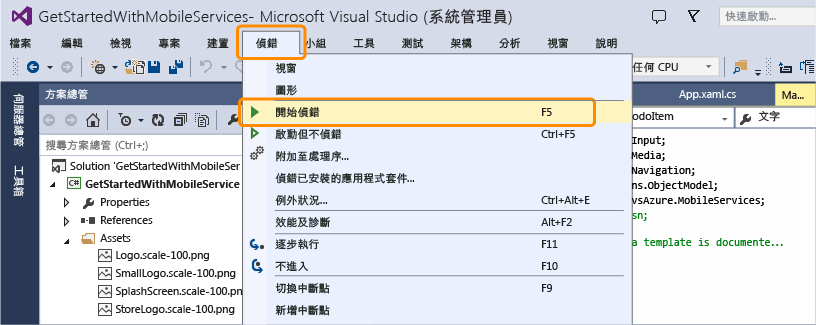 GetStartedWithMobileServices- Microsoft Visual Studio (系統管理員)
快速啟動...
檔案 編輯 檢視 專案 建置 偵錯 小組 工具 測試 架構 分析 視窗 說明
任何 CPU
伺服器總管
工具箱
方案總管
搜尋方案總管 (Ctrl+;)
Solution 'GetStartedWithMobileSer
GetStartedWithMobileService
Properties
References
Assets
Logo.scale-100.png
SmallLogo.scale-100.png
SplashScreen.scale-100.pn
StoreLogo.scale-100.png
視窗
圖形
開始偵錯 F5
啟動但不偵錯 Ctrl+F5
附加至處理序...
偵錯已安裝的應用程式套件...
例外狀況... Ctrl+Alt+E
效能及診斷 Alt+F2
逐步執行 F11
不進入 F10
切換中斷點 F9
新增中斷點
App.xaml.cs Ma...
odoItem 文字
Input;
Media;
Navigation;
ns.ObjectModel;
wsAzure.MobileServices;
sn;
a template is documente...